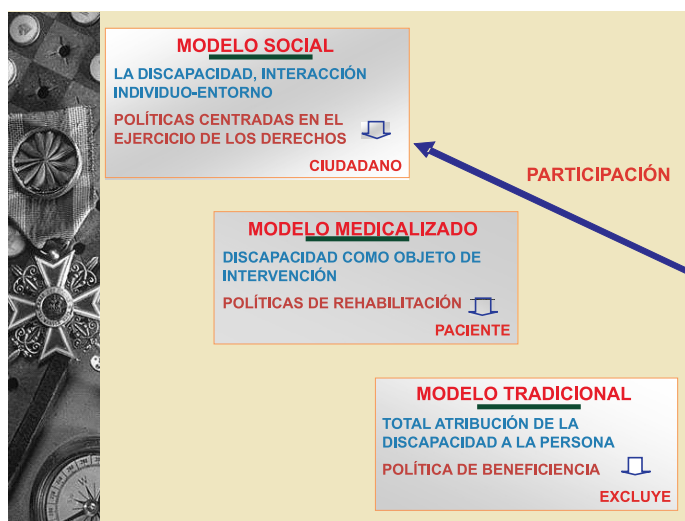 MODELO SOCIAL
LA DISCAPACIDAD, INTERACCIÓN
INDIVIDUO-ENTORNO
POLÍTICAS CENTRADAS EN EL
EJERCICIO DE LOS DERECHOS
CIUDADANO
PARTICIPACIÓN
MODELO MEDICALIZADO
DISCAPACIDAD COMO OBJETO DE
INTERVENCIÓN
POLÍTICAS DE REHABILITACIÓN
PACIENTE
MODELO TRADICIONAL
TOTAL ATRIBUCIÓN DE LA
DISCAPACIDAD A LA PERSONA
POLÍTICA DE BENEFICIENCIA
EXCLUYE